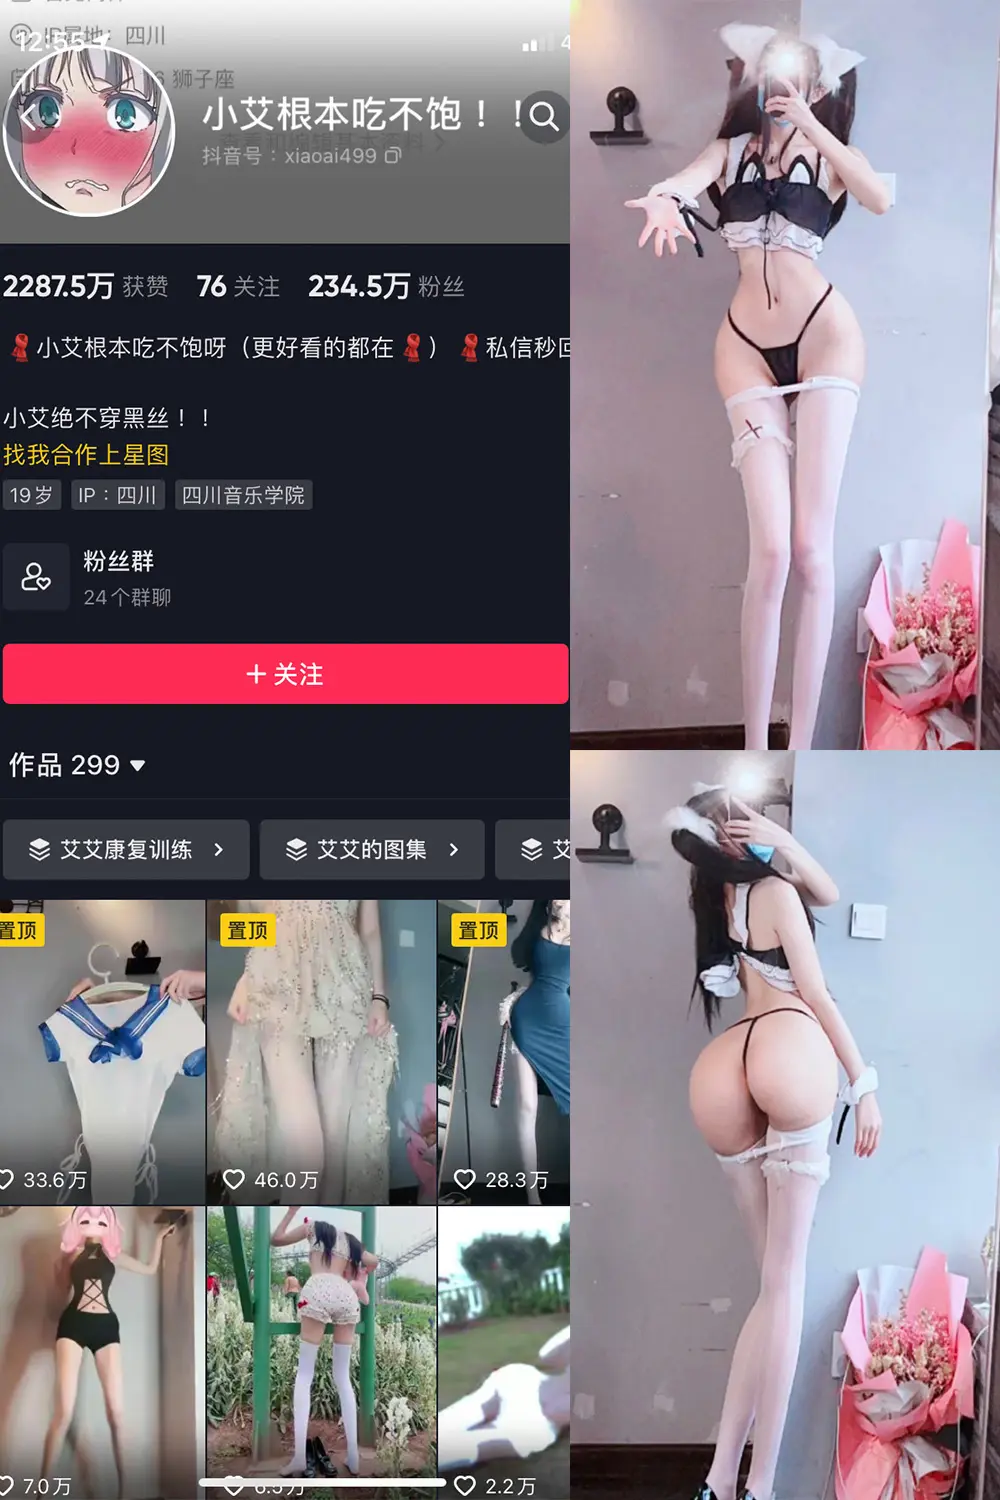 12:55
4
IP属地：四川
狮子座
小艾根本吃不饱！！
抖音号：xiaoai499
2287.5万 获赞 76 关注 234.5万 粉丝
小艾根本吃不饱呀（更好看的都在 ） 私信秒回
小艾绝不穿黑丝！！
找我合作上星图
19岁 IP：四川 四川音乐学院
粉丝群
24个群聊
+ 关注
作品 299
艾艾康复训练 艾艾的图集 艾
置顶 置顶 置顶
33.6万 46.0万 28.3万
7.0万 6.5万 2.2万